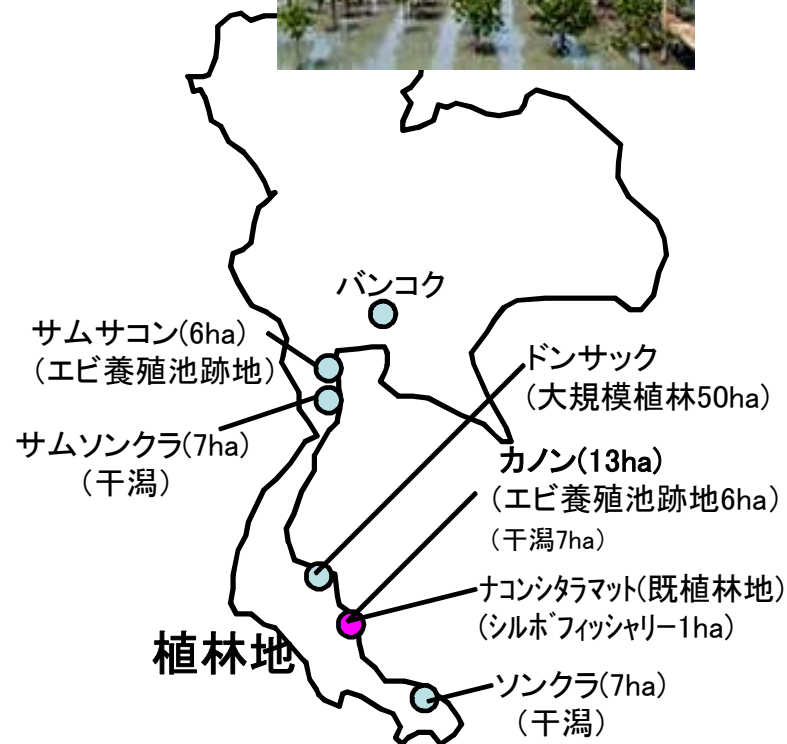 バンコク
サムサコン(6ha)
(エビ養殖池跡地)
サムソンクラ(7ha)
(干潟)
ドンサック
(大規模植林50ha)
カノン(13ha)
(エビ養殖池跡地6ha)
(干潟7ha)
ナコンシタラマット(既植林地)
(シルボフィッシャリー1ha)
植林地
ソンクラ(7ha)
(干潟)